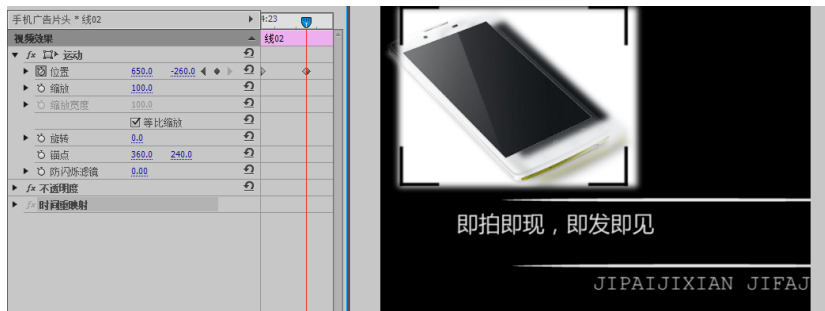 手机广告片头 * 线02
4:23
视频效果
线02
fx 运动
位置 650.0 -260.0
缩放 100.0
缩放宽度 100.0
等比缩放
旋转 0.0
锚点 360.0 240.0
防闪烁滤镜 0.00
fx 不透明度
fx 时间重映射
即拍即现，即发即见
JIPAIJIXIAN JIFAJ